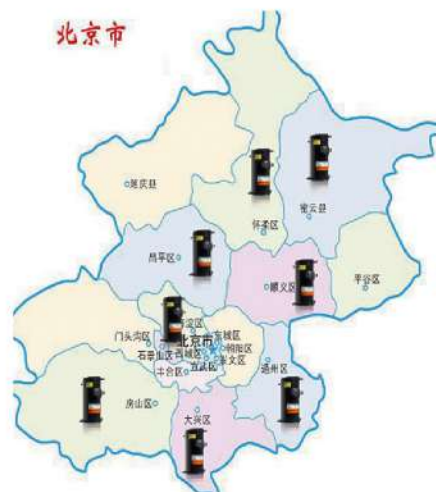 北京市
延庆县
密云县
怀柔区
昌平区
顺义区
平谷区
海淀区
北京市
东城区
门头沟区
朝阳区
石景山区
西城区
崇文区
宣武区
丰台区
通州区
房山区
大兴区